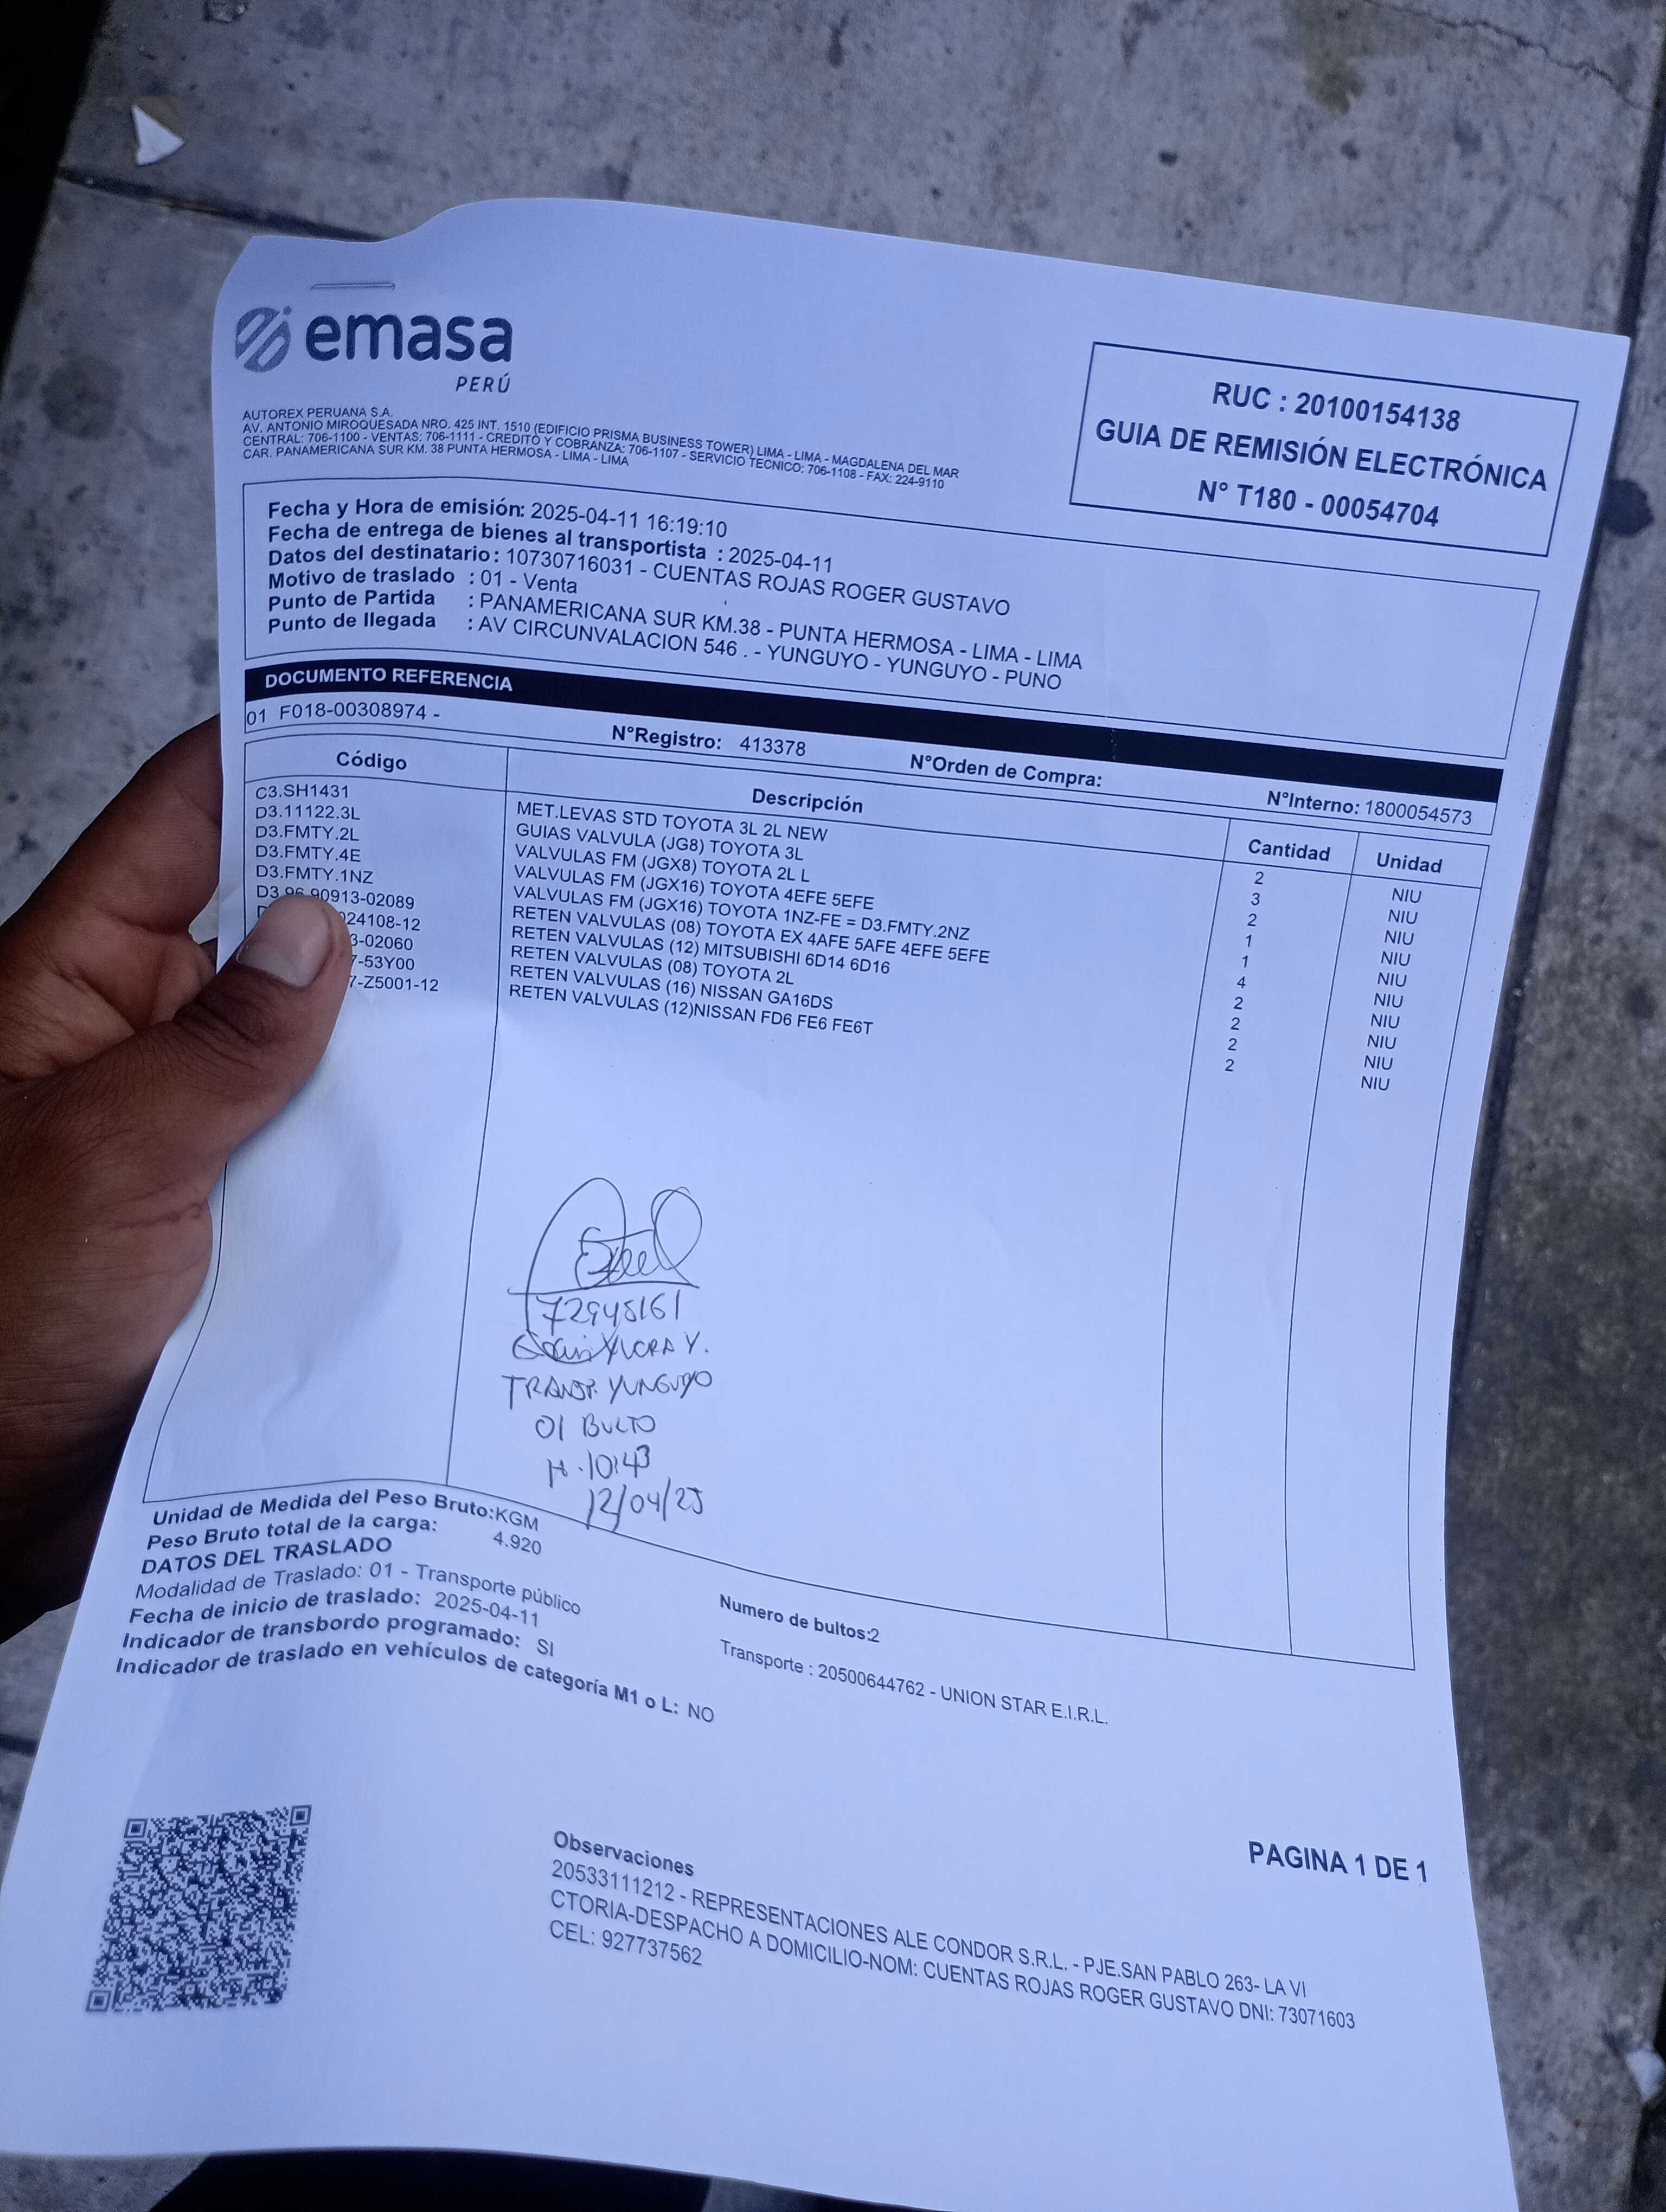 emasa
PERÚ
AUTOREX PERUANA S.A.
AV. ANTONIO MIROQUESADA NRO. 425 INT. 1510 (EDIFICIO PRISMA BUSINESS TOWER) LIMA - LIMA - MAGDALENA DEL MAR
CENTRAL: 706-1100 - VENTAS: 706-1111 - CREDITO Y COBRANZA: 706-1107 - SERVICIO TECNICO: 706-1108 - FAX: 224-9110
CAR. PANAMERICANA SUR KM. 38 PUNTA HERMOSA - LIMA - LIMA
RUC : 20100154138
GUIA DE REMISIÓN ELECTRÓNICA
N° T180 - 00054704
Fecha y Hora de emisión: 2025-04-11 16:19:10
Fecha de entrega de bienes al transportista : 2025-04-11
Datos del destinatario : 10730716031 - CUENTAS ROJAS ROGER GUSTAVO
Motivo de traslado : 01 - Venta
Punto de Partida : PANAMERICANA SUR KM.38 - PUNTA HERMOSA - LIMA - LIMA
Punto de llegada : AV CIRCUNVALACION 546 . - YUNGUYO - YUNGUYO - PUNO
DOCUMENTO REFERENCIA
01 F018-00308974 - N°Registro: 413378 N°Orden de Compra: N°Interno: 1800054573
Código Descripción Cantidad Unidad
C3.SH1431 MET.LEVAS STD TOYOTA 3L 2L NEW 2 NIU
D3.11122.3L GUIAS VALVULA (JG8) TOYOTA 3L 3 NIU
D3.FMTY.2L VALVULAS FM (JGX8) TOYOTA 2L L 2 NIU
D3.FMTY.4E VALVULAS FM (JGX16) TOYOTA 4EFE 5EFE 1 NIU
D3.FMTY.1NZ VALVULAS FM (JGX16) TOYOTA 1NZ-FE = D3.FMTY.2NZ 1 NIU
D3.96.90913-02089 RETEN VALVULAS (08) TOYOTA EX 4AFE 5AFE 4EFE 5EFE 4 NIU
024108-12 RETEN VALVULAS (12) MITSUBISHI 6D14 6D16 2 NIU
3-02060 RETEN VALVULAS (08) TOYOTA 2L 2 NIU
7-53Y00 RETEN VALVULAS (16) NISSAN GA16DS 2 NIU
7-Z5001-12 RETEN VALVULAS (12)NISSAN FD6 FE6 FE6T 2 NIU
72945161
YUCRA Y.
TRANSP. YUNGUYO
01 BULTO
H. 10:43
12/04/25
Unidad de Medida del Peso Bruto:KGM
Peso Bruto total de la carga: 4.920
DATOS DEL TRASLADO
Modalidad de Traslado: 01 - Transporte público
Fecha de inicio de traslado: 2025-04-11
Indicador de transbordo programado: SI
Indicador de traslado en vehículos de categoría M1 o L: NO
Numero de bultos:2
Transporte : 20500644762 - UNION STAR E.I.R.L.
Observaciones
20533111212 - REPRESENTACIONES ALE CONDOR S.R.L. - PJE.SAN PABLO 263- LA VI
CTORIA-DESPACHO A DOMICILIO-NOM: CUENTAS ROJAS ROGER GUSTAVO DNI: 73071603
CEL: 927737562
PAGINA 1 DE 1